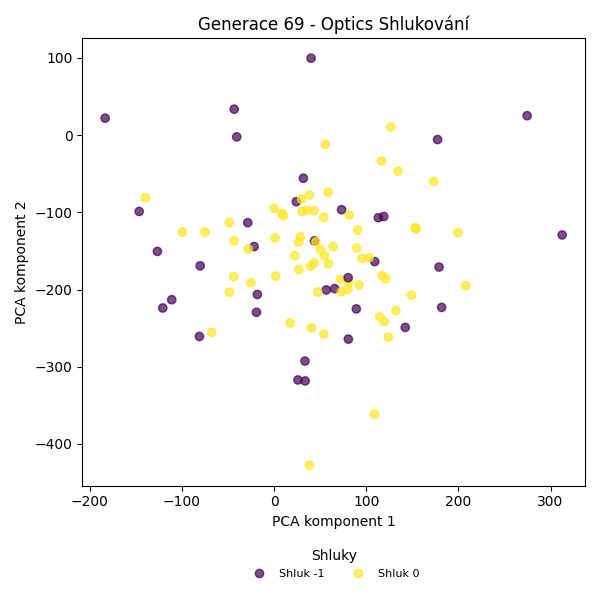 Generace 69 - Optics Shlukování
PCA komponent 2
100
0
−100
−200
−300
−400
−200 −100 0 100 200 300
PCA komponent 1
Shluky
Shluk -1 Shluk 0